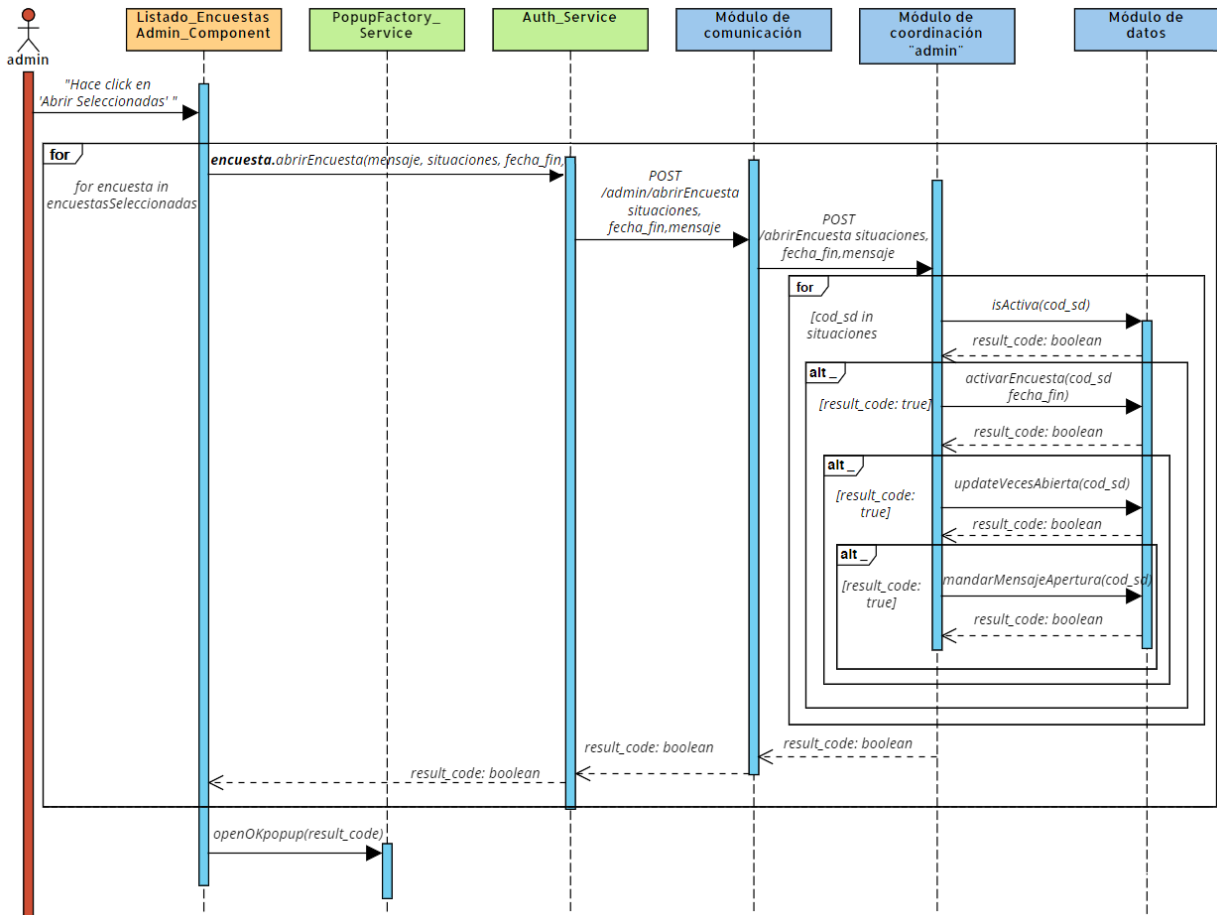 Listado_Encuestas
Admin_Component
PopupFactory_
Service
Auth_Service
Módulo de
comunicación
Módulo de
coordinación
"admin"
Módulo de
datos
admin
"Hace click en
'Abrir Seleccionadas' "
for
for encuesta in
encuestasSeleccionadas
encuesta.abrirEncuesta(mensaje, situaciones, fecha_fin,
POST
/admin/abrirEncuesta
situaciones,
fecha_fin,mensaje
POST
/abrirEncuesta situaciones,
fecha_fin,mensaje
for
[cod_sd in
situaciones
isActiva(cod_sd)
result_code: boolean
alt _
[result_code: true]
activarEncuesta(cod_sd
fecha_fin)
result_code: boolean
alt _
[result_code:
true]
updateVecesAbierta(cod_sd)
result_code: boolean
alt _
[result_code:
true]
mandarMensajeApertura(cod_sd)
result_code: boolean
result_code: boolean
result_code: boolean
result_code: boolean
openOKpopup(result_code)